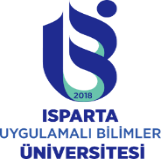 2018
ISPARTA
UYGULAMALI BİLİMLER
ÜNİVERSİTESİ